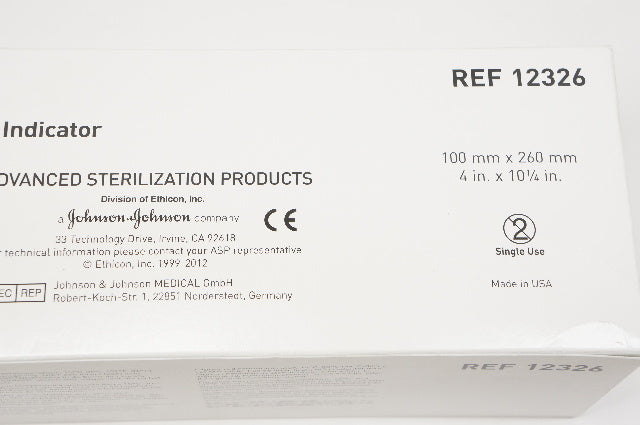 REF 12326
Indicator
100 mm x 260 mm
4 in. x 10¼ in.
DVANCED STERILIZATION PRODUCTS
Division of Ethicon, Inc.
a Johnson & Johnson company CE
33 Technology Drive, Irvine, CA 92618
r technical information please contact your ASP representative
© Ethicon, Inc. 1999-2012
2
Single Use
EC REP
Johnson & Johnson MEDICAL GmbH
Robert-Koch-Str. 1, 22851 Norderstedt, Germany
Made in USA
REF 12326